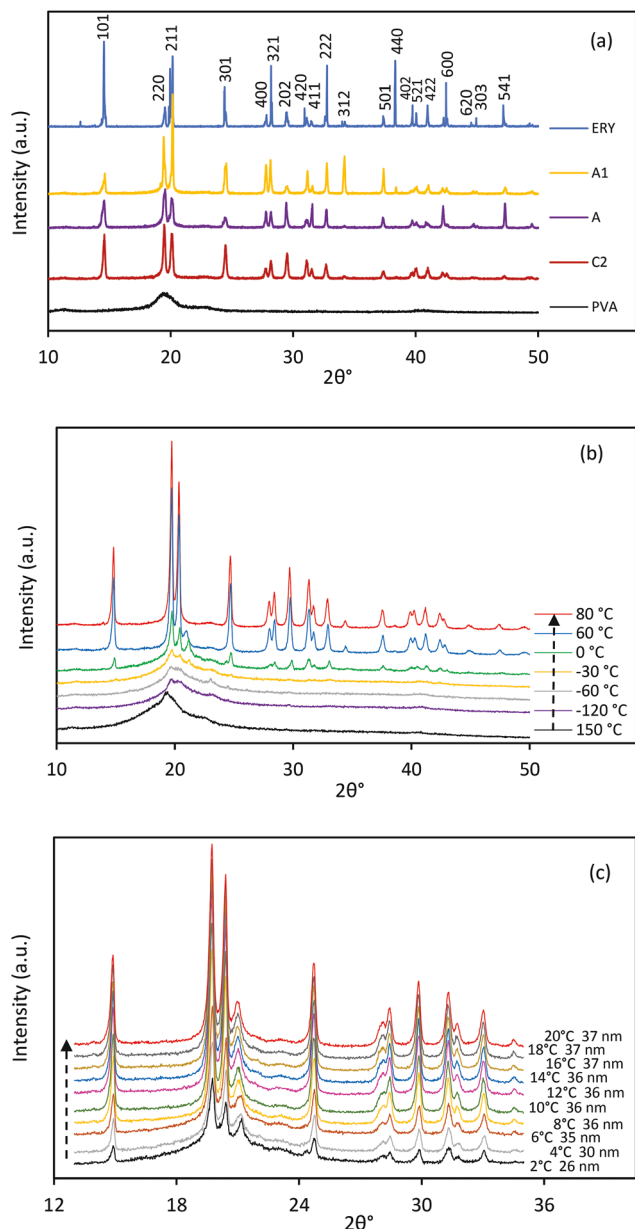 (a)
Intensity (a.u.)
101
220
211
301
400
321
202
420
411
222
312
501
440
402
521
422
600
620
303
541
ERY
A1
A
C2
PVA
10 20 30 40 50
2θ°
(b)
Intensity (a.u.)
80 °C
60 °C
0 °C
-30 °C
-60 °C
-120 °C
150 °C
10 20 30 40 50
2θ°
(c)
Intensity (a.u.)
20°C 37 nm
18°C 37 nm
16°C 37 nm
14°C 36 nm
12°C 36 nm
10°C 36 nm
8°C 36 nm
6°C 35 nm
4°C 30 nm
2°C 26 nm
12 18 24 30 36
2θ°